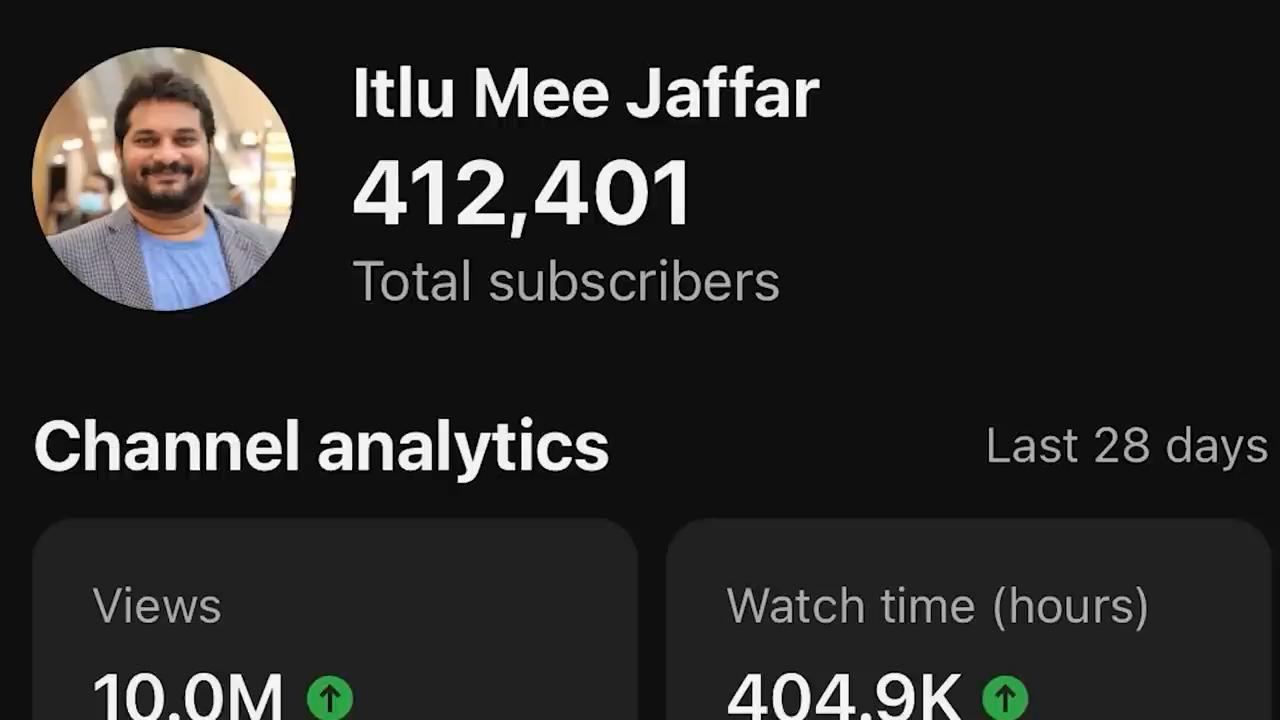 Itlu Mee Jaffar
412,401
Total subscribers
Channel analytics
Last 28 days
Views
Watch time (hours)
10.0M
404.9K